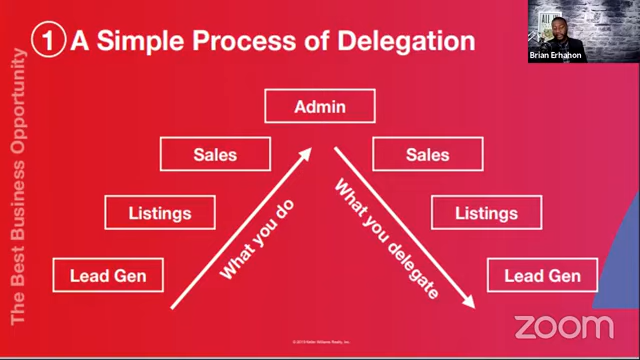 1 A Simple Process of Delegation
Brian Erhahon
The Best Business Opportunity
Admin
Sales
Sales
Listings
Listings
Lead Gen
Lead Gen
What you do
What you delegate
©2019 Keller Williams Realty, Inc.
zoom